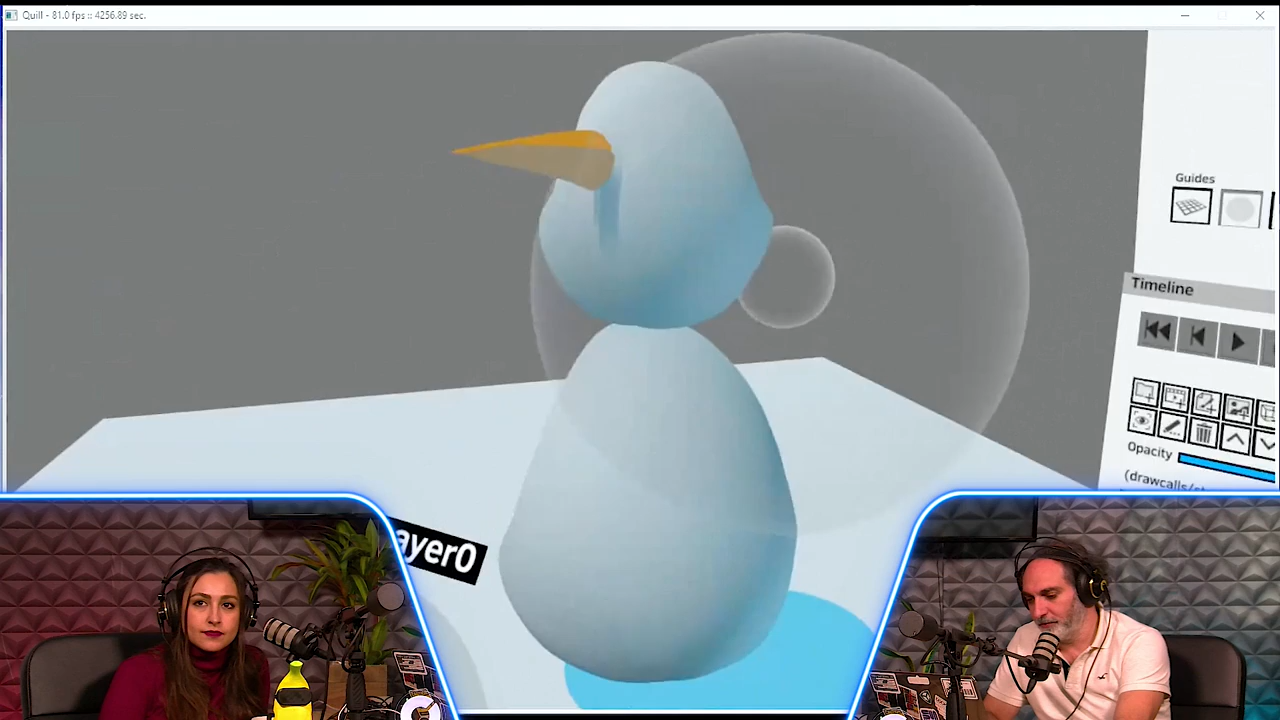 Quill - 81.0 fps :: 4256.89 sec.
Guides
Timeline
Opacity
(drawcalls/
ayer0